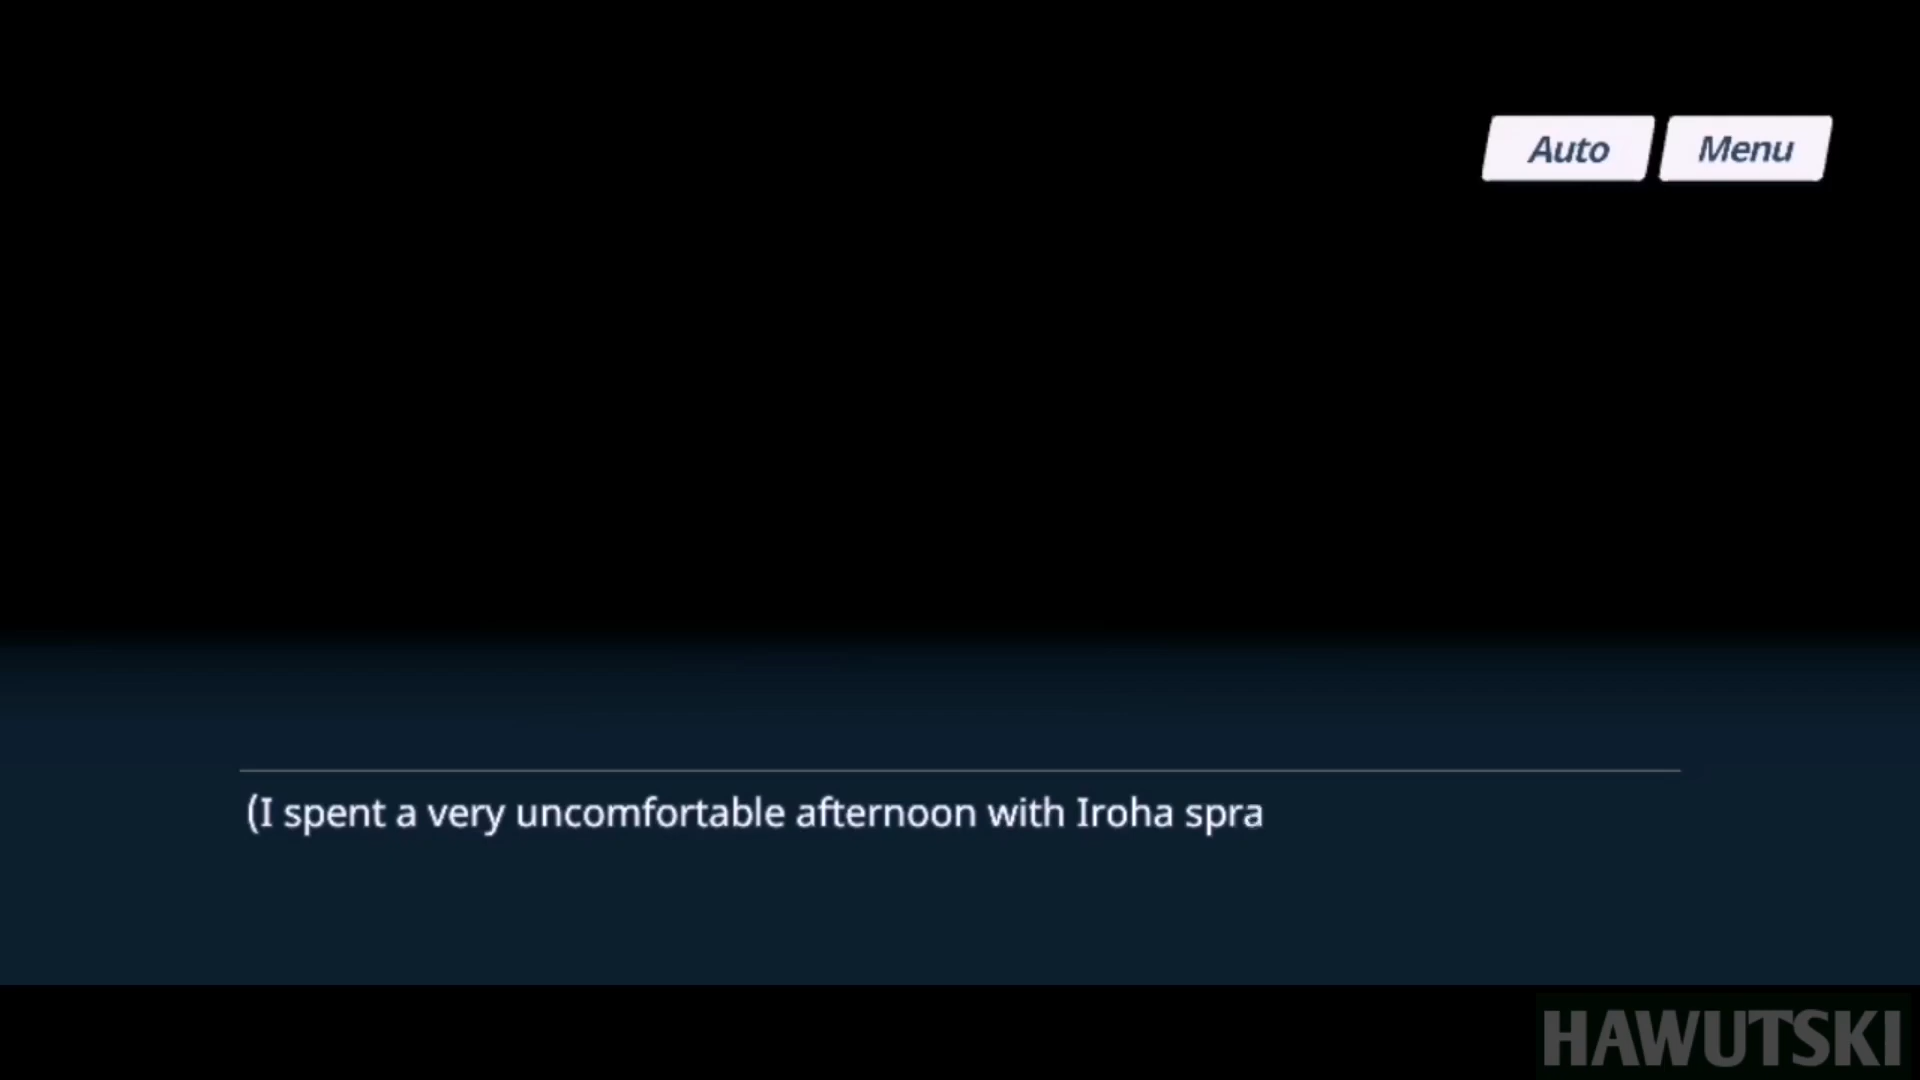 Auto
Menu
(I spent a very uncomfortable afternoon with Iroha spra
HAWUTSKI